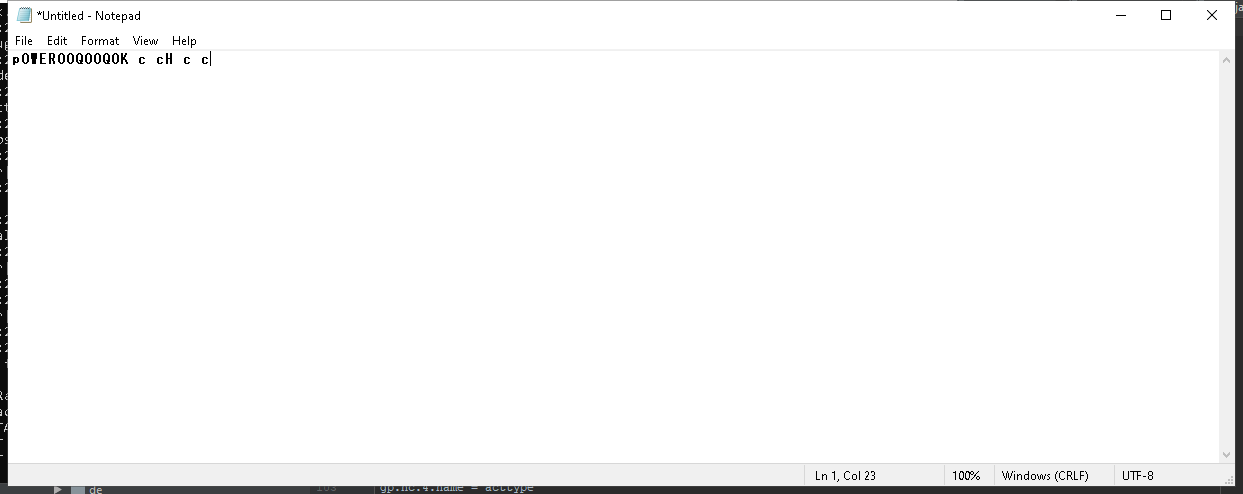 *Untitled - Notepad
File Edit Format View Help
pOWEROOQOOQOK c cH c c
de
gp.nc.4.name = acctype
Ln 1, Col 23 100% Windows (CRLF) UTF-8